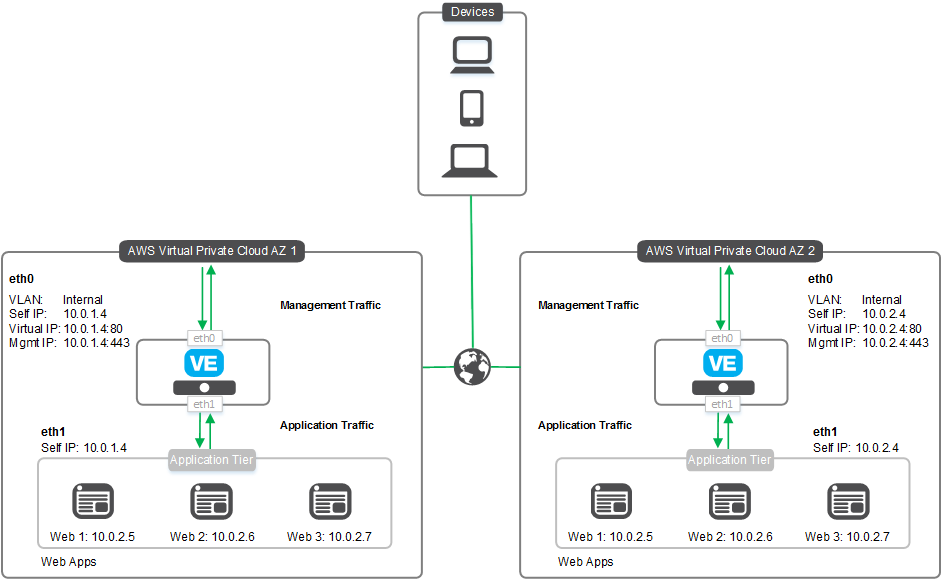 Devices
AWS Virtual Private Cloud AZ 1
eth0
VLAN: Internal
Self IP: 10.0.1.4
Virtual IP: 10.0.1.4:80
Mgmt IP: 10.0.1.4:443
Management Traffic
eth0
VE
eth1
Application Traffic
eth1
Self IP: 10.0.1.4
Application Tier
Web 1: 10.0.2.5
Web 2: 10.0.2.6
Web 3: 10.0.2.7
Web Apps
AWS Virtual Private Cloud AZ 2
Management Traffic
eth0
VLAN: Internal
Self IP: 10.0.2.4
Virtual IP: 10.0.2.4:80
Mgmt IP: 10.0.2.4:443
eth0
VE
eth1
Application Traffic
eth1
Self IP: 10.0.2.4
Application Tier
Web 1: 10.0.2.5
Web 2: 10.0.2.6
Web 3: 10.0.2.7
Web Apps